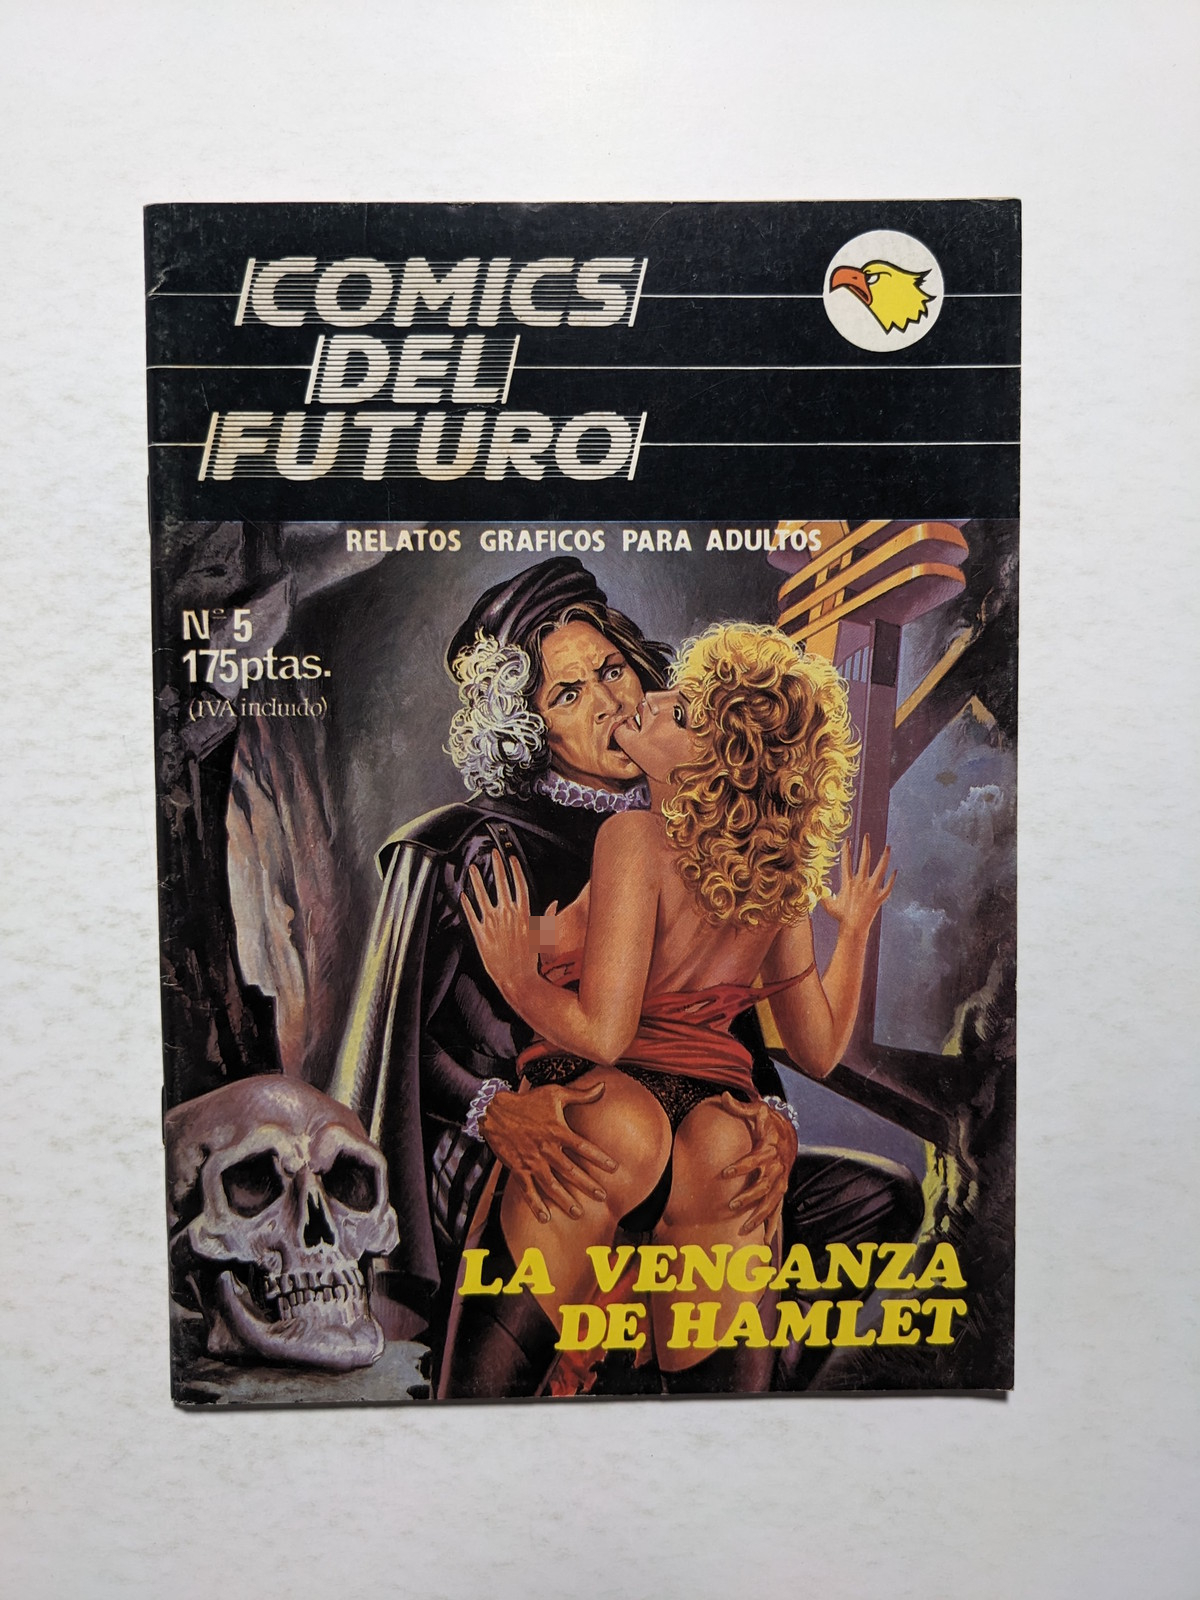 COMICS
DEL
FUTURO
RELATOS GRAFICOS PARA ADULTOS
Nº 5
175ptas.
(IVA incluido)
LA VENGANZA
DE HAMLET